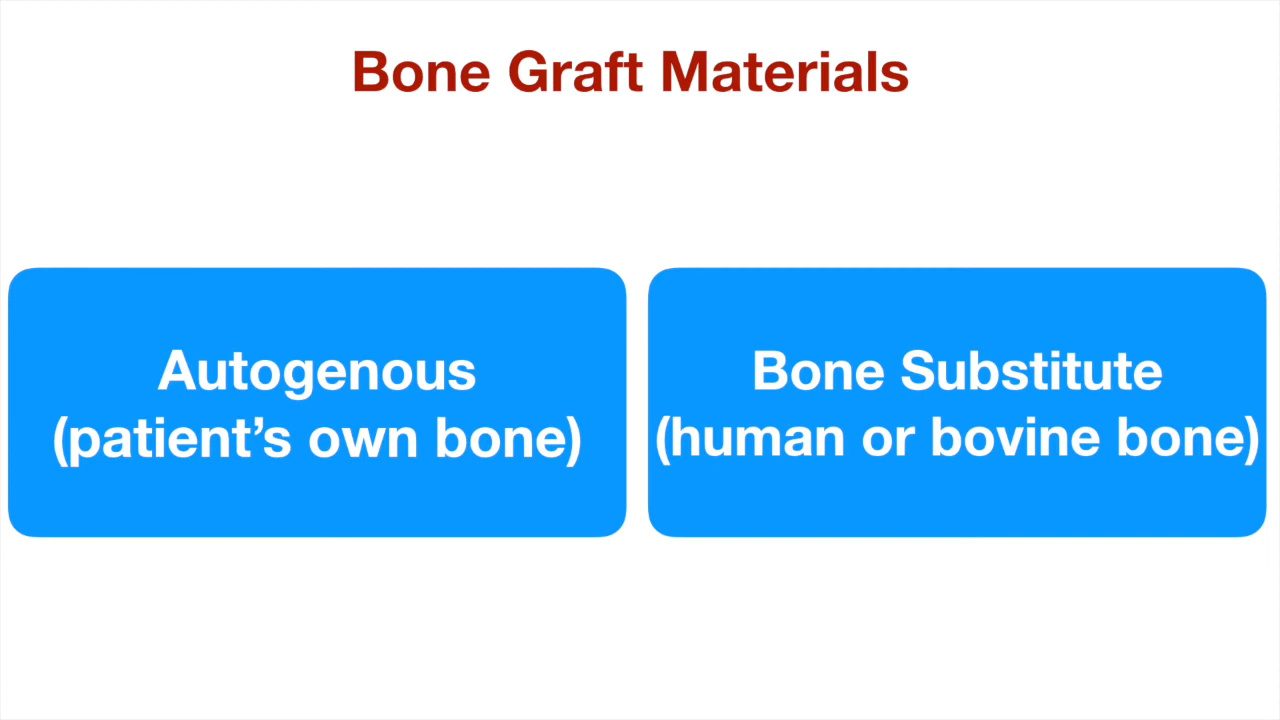 Bone Graft Materials
Autogenous
(patient’s own bone)
Bone Substitute
(human or bovine bone)